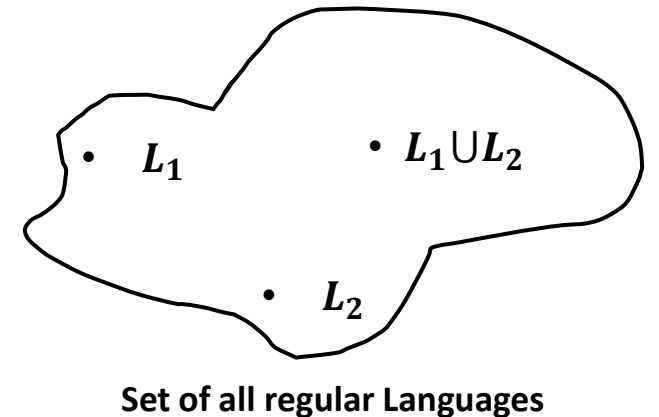 L₁
L₁∪L₂
L₂
Set of all regular Languages